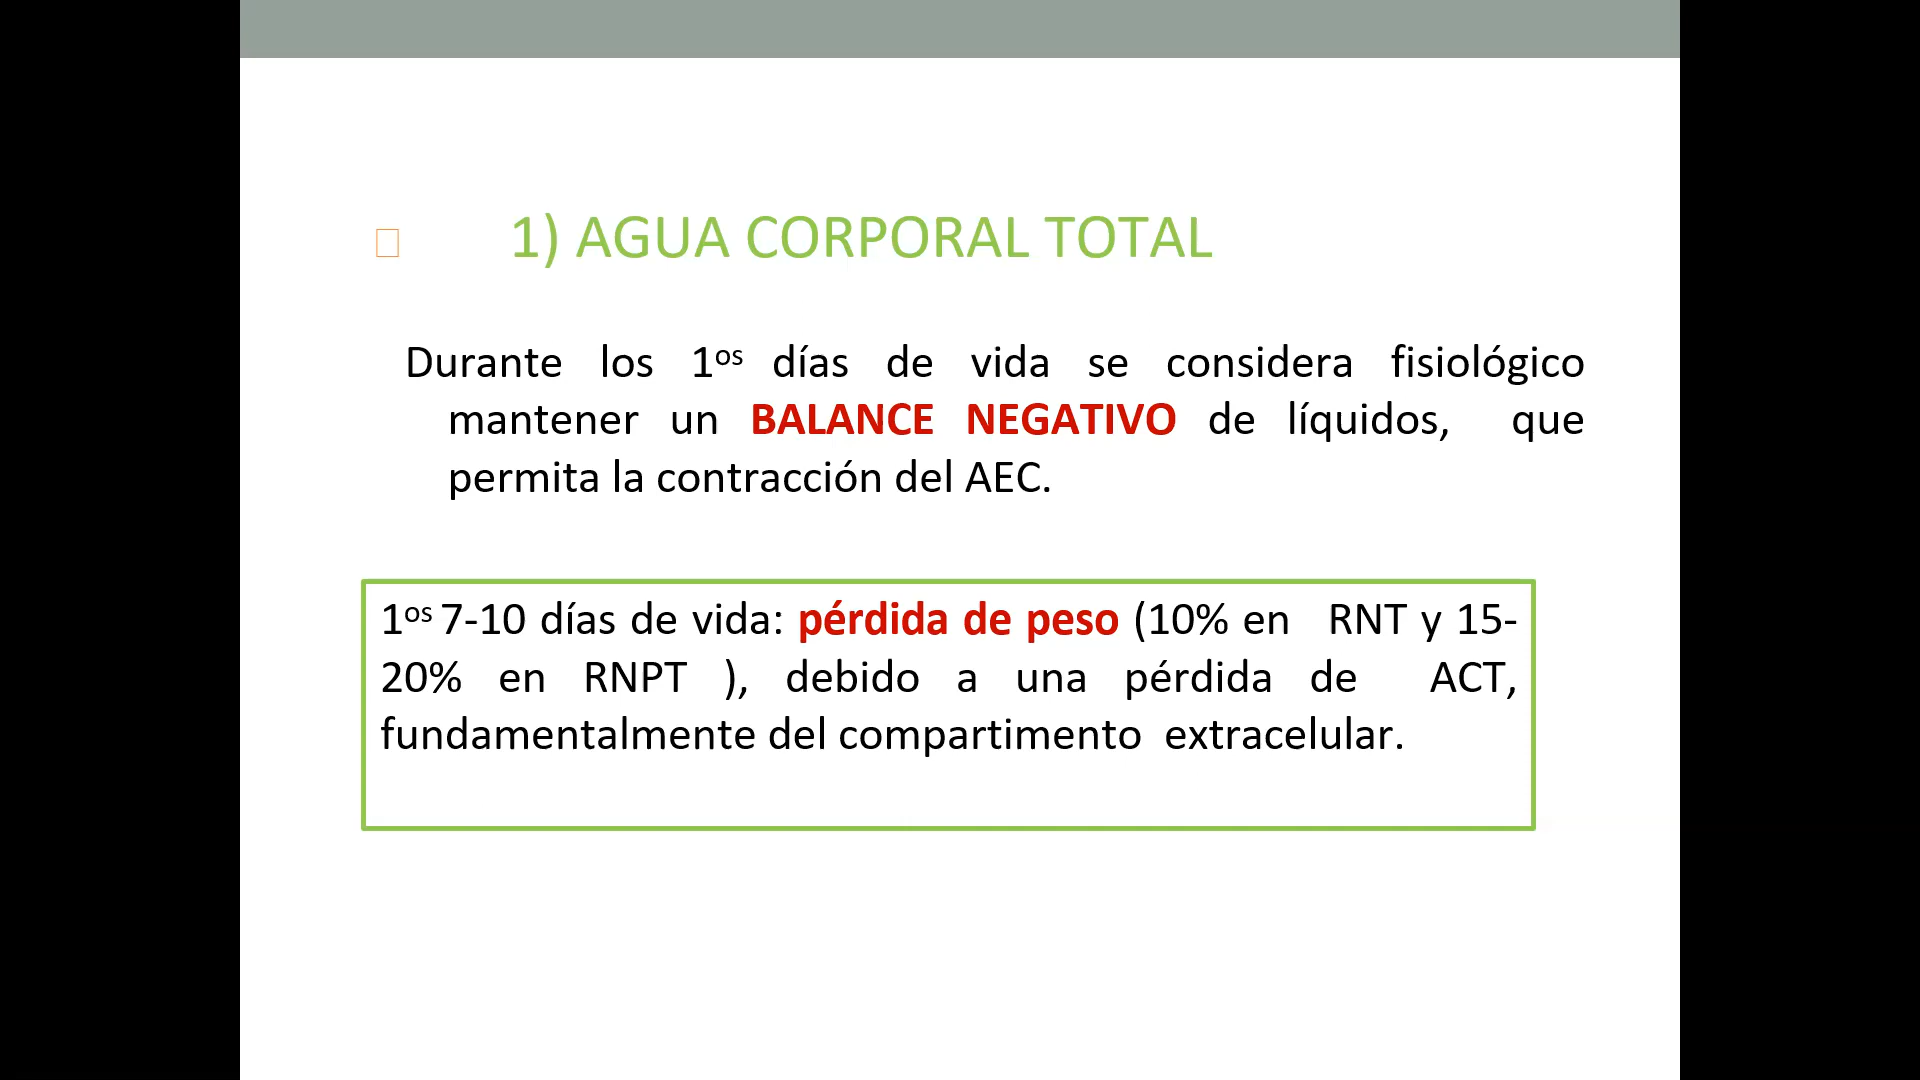 1) AGUA CORPORAL TOTAL
Durante los 1os días de vida se considera fisiológico
mantener un BALANCE NEGATIVO de líquidos, que
permita la contracción del AEC.
1os 7-10 días de vida: pérdida de peso (10% en RNT y 15-
20% en RNPT ), debido a una pérdida de ACT,
fundamentalmente del compartimento extracelular.